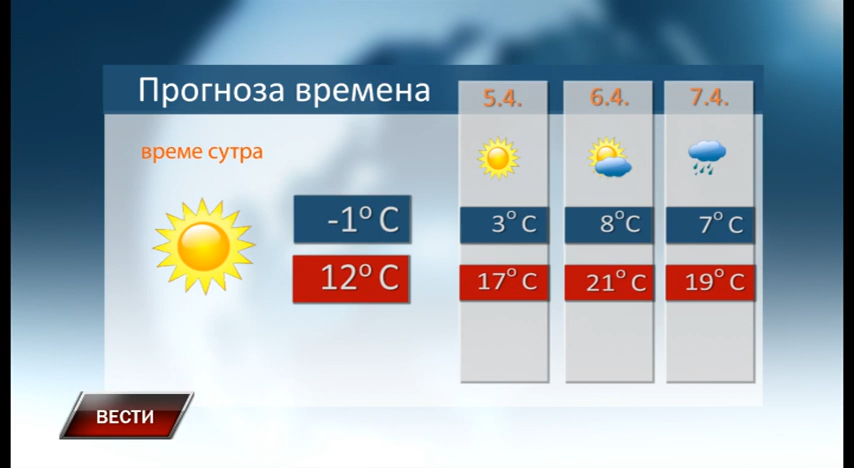 Прогноза времена
време сутра
-1° C
12° C
5.4. 6.4. 7.4.
3° C 8°C 7° C
17° C 21° C 19° C
ВЕСТИ